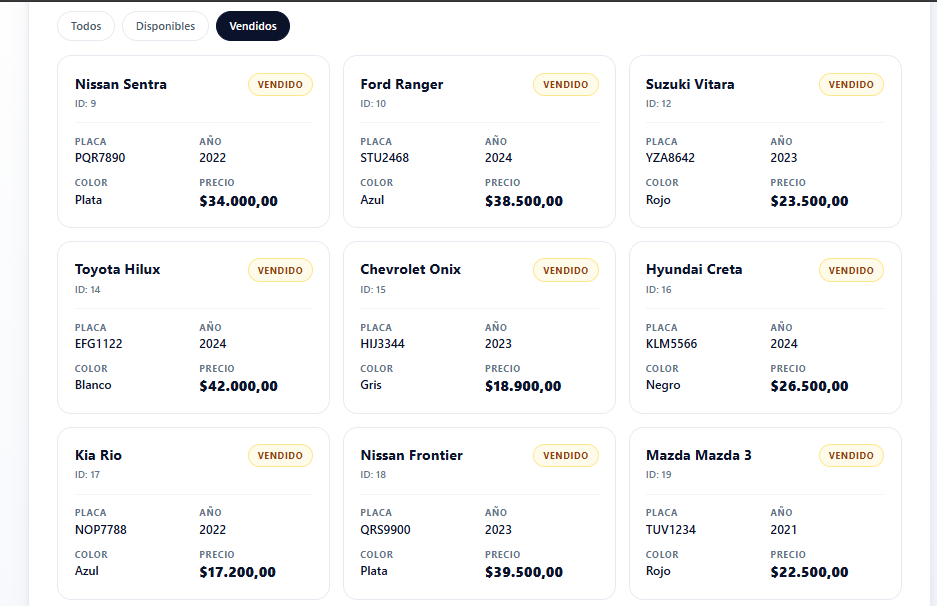 Todos Disponibles Vendidos
Nissan Sentra VENDIDO
ID: 9
PLACA AÑO
PQR7890 2022
COLOR PRECIO
Plata $34.000,00
Ford Ranger VENDIDO
ID: 10
PLACA AÑO
STU2468 2024
COLOR PRECIO
Azul $38.500,00
Suzuki Vitara VENDIDO
ID: 12
PLACA AÑO
YZA8642 2023
COLOR PRECIO
Rojo $23.500,00
Toyota Hilux VENDIDO
ID: 14
PLACA AÑO
EFG1122 2024
COLOR PRECIO
Blanco $42.000,00
Chevrolet Onix VENDIDO
ID: 15
PLACA AÑO
HIJ3344 2023
COLOR PRECIO
Gris $18.900,00
Hyundai Creta VENDIDO
ID: 16
PLACA AÑO
KLM5566 2024
COLOR PRECIO
Negro $26.500,00
Kia Rio VENDIDO
ID: 17
PLACA AÑO
NOP7788 2022
COLOR PRECIO
Azul $17.200,00
Nissan Frontier VENDIDO
ID: 18
PLACA AÑO
QRS9900 2023
COLOR PRECIO
Plata $39.500,00
Mazda Mazda 3 VENDIDO
ID: 19
PLACA AÑO
TUV1234 2021
COLOR PRECIO
Rojo $22.500,00